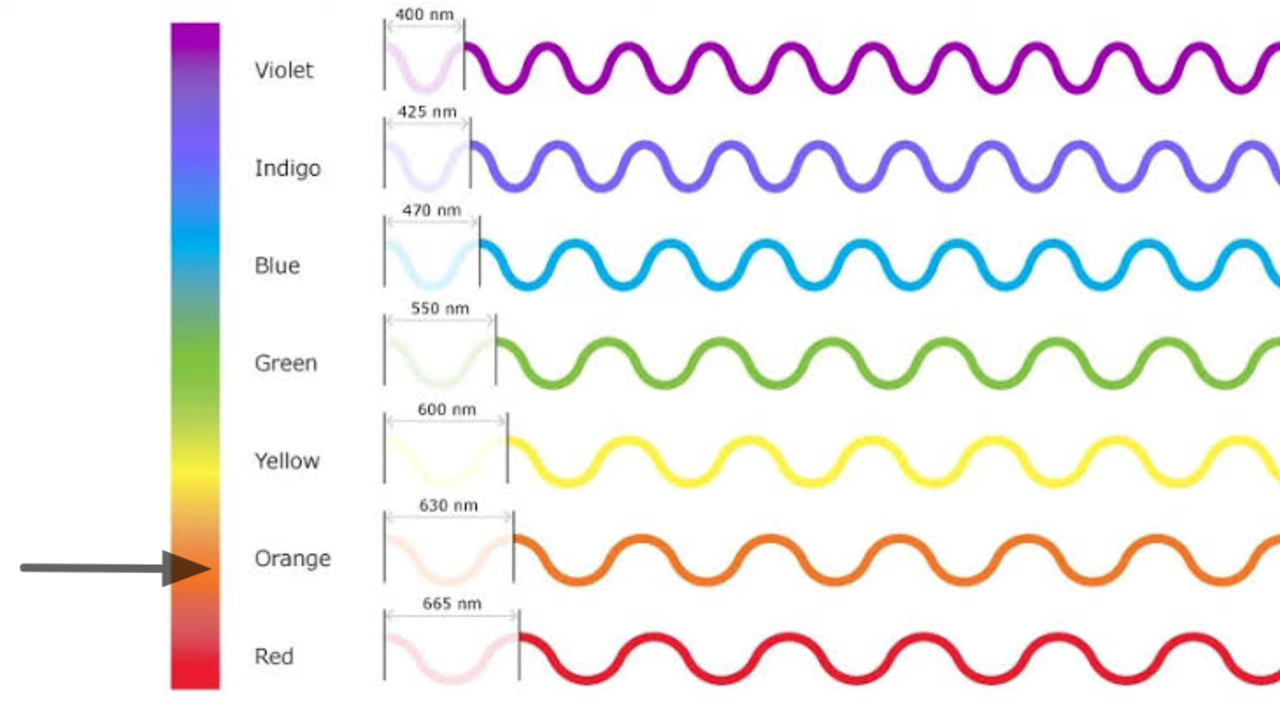 400 nm
Violet
425 nm
Indigo
470 nm
Blue
550 nm
Green
600 nm
Yellow
630 nm
Orange
665 nm
Red